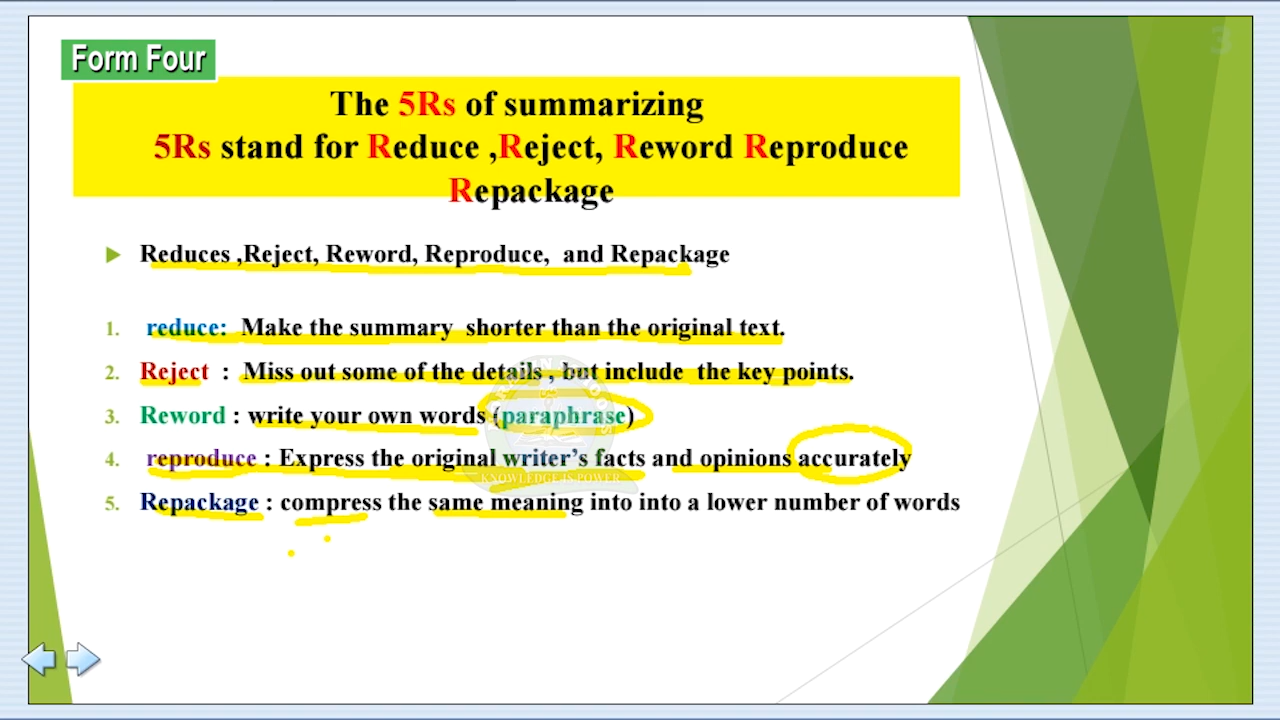 3
Form Four
The 5Rs of summarizing
5Rs stand for Reduce ,Reject, Reword Reproduce
Repackage
Reduces ,Reject, Reword, Reproduce, and Repackage
1. reduce: Make the summary shorter than the original text.
2. Reject : Miss out some of the details , but include the key points.
3. Reword : write your own words (paraphrase)
4. reproduce : Express the original writer's facts and opinions accurately
KNOWLEDGE IS POWER
5. Repackage : compress the same meaning into into a lower number of words